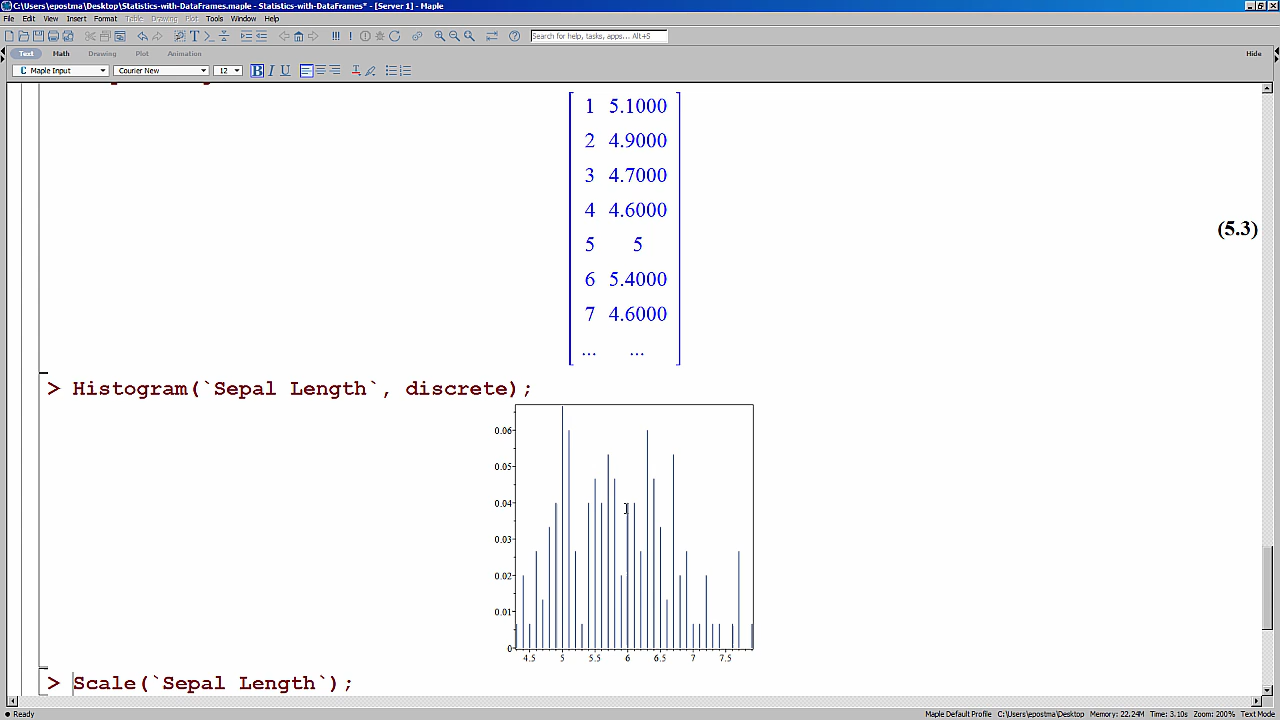 C:\Users\epostma\Desktop\Statistics-with-DataFrames.maple - Statistics-with-DataFrames* - [Server 1] - Maple
File Edit View Insert Format Table Drawing Plot Tools Window Help
Search for help, tasks, apps... Alt+S
Text Math Drawing Plot Animation Hide
Maple Input Courier New 12 B I U
1 5.1000
2 4.9000
3 4.7000
4 4.6000
5 5
6 5.4000
7 4.6000
... ...
(5.3)
> Histogram(`Sepal Length`, discrete);
0.06
0.05
0.04
0.03
0.02
0.01
0
4.5 5 5.5 6 6.5 7 7.5
> Scale(`Sepal Length`);
Ready Maple Default Profile C:\Users\epostma\Desktop Memory: 22.24M Time: 3.10s Zoom: 200% Text Mode